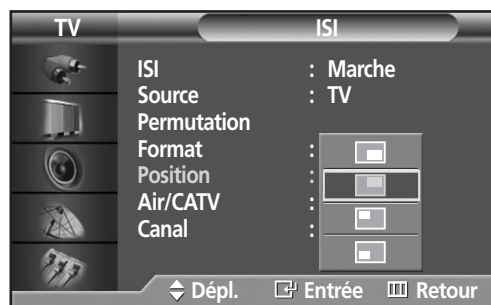 TV
ISI
ISI : Marche
Source : TV
Permutation
Format :
Position :
Air/CATV :
Canal :
Dépl. Entrée Retour